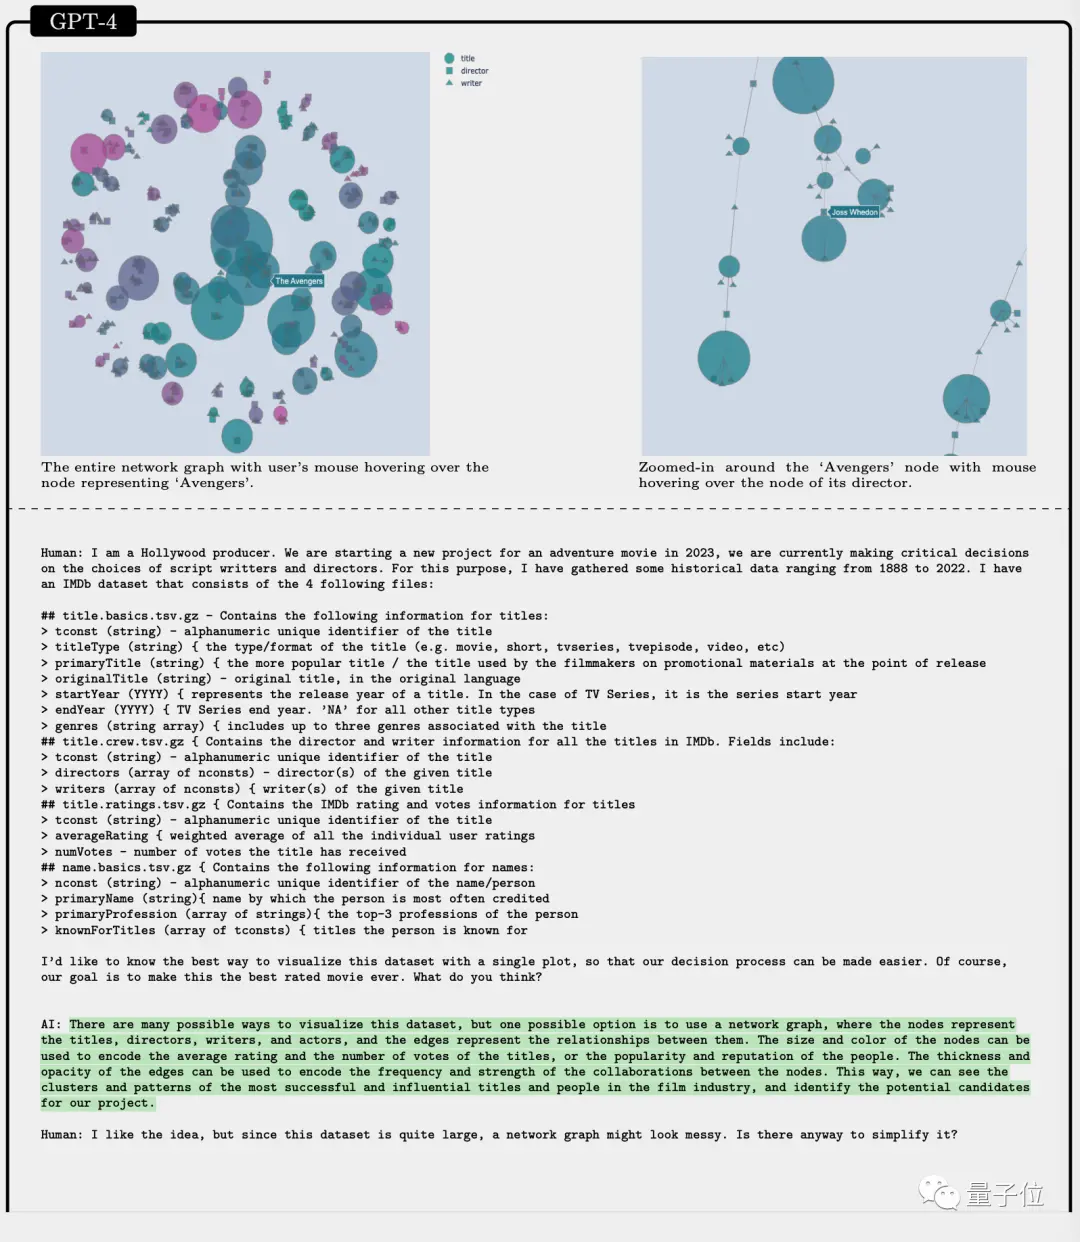 GPT-4
title
director
writer
The Avengers
Joss Whedon
The entire network graph with user's mouse hovering over the
node representing 'Avengers'.
Zoomed-in around the 'Avengers' node with mouse
hovering over the node of its director.
Human: I am a Hollywood producer. We are starting a new project for an adventure movie in 2023, we are currently making critical decisions
on the choices of script writters and directors. For this purpose, I have gathered some historical data ranging from 1888 to 2022. I have
an IMDb dataset that consists of the 4 following files:
## title.basics.tsv.gz - Contains the following information for titles:
> tconst (string) - alphanumeric unique identifier of the title
> titleType (string) { the type/format of the title (e.g. movie, short, tvseries, tvepisode, video, etc)
> primaryTitle (string) { the more popular title / the title used by the filmmakers on promotional materials at the point of release
> originalTitle (string) - original title, in the original language
> startYear (YYYY) { represents the release year of a title. In the case of TV Series, it is the series start year
> endYear (YYYY) { TV Series end year. 'NA' for all other title types
> genres (string array) { includes up to three genres associated with the title
## title.crew.tsv.gz { Contains the director and writer information for all the titles in IMDb. Fields include:
> tconst (string) - alphanumeric unique identifier of the title
> directors (array of nconsts) - director(s) of the given title
> writers (array of nconsts) { writer(s) of the given title
## title.ratings.tsv.gz { Contains the IMDb rating and votes information for titles
> tconst (string) - alphanumeric unique identifier of the title
> averageRating { weighted average of all the individual user ratings
> numVotes - number of votes the title has received
## name.basics.tsv.gz { Contains the following information for names:
> nconst (string) - alphanumeric unique identifier of the name/person
> primaryName (string){ name by which the person is most often credited
> primaryProfession (array of strings){ the top-3 professions of the person
> knownForTitles (array of tconsts) { titles the person is known for
I'd like to know the best way to visualize this dataset with a single plot, so that our decision process can be made easier. Of course,
our goal is to make this the best rated movie ever. What do you think?
AI: There are many possible ways to visualize this dataset, but one possible option is to use a network graph, where the nodes represent
the titles, directors, writers, and actors, and the edges represent the relationships between them. The size and color of the nodes can be
used to encode the average rating and the number of votes of the titles, or the popularity and reputation of the people. The thickness and
opacity of the edges can be used to encode the frequency and strength of the collaborations between the nodes. This way, we can see the
clusters and patterns of the most successful and influential titles and people in the film industry, and identify the potential candidates
for our project.
Human: I like the idea, but since this dataset is quite large, a network graph might look messy. Is there anyway to simplify it?
量子位